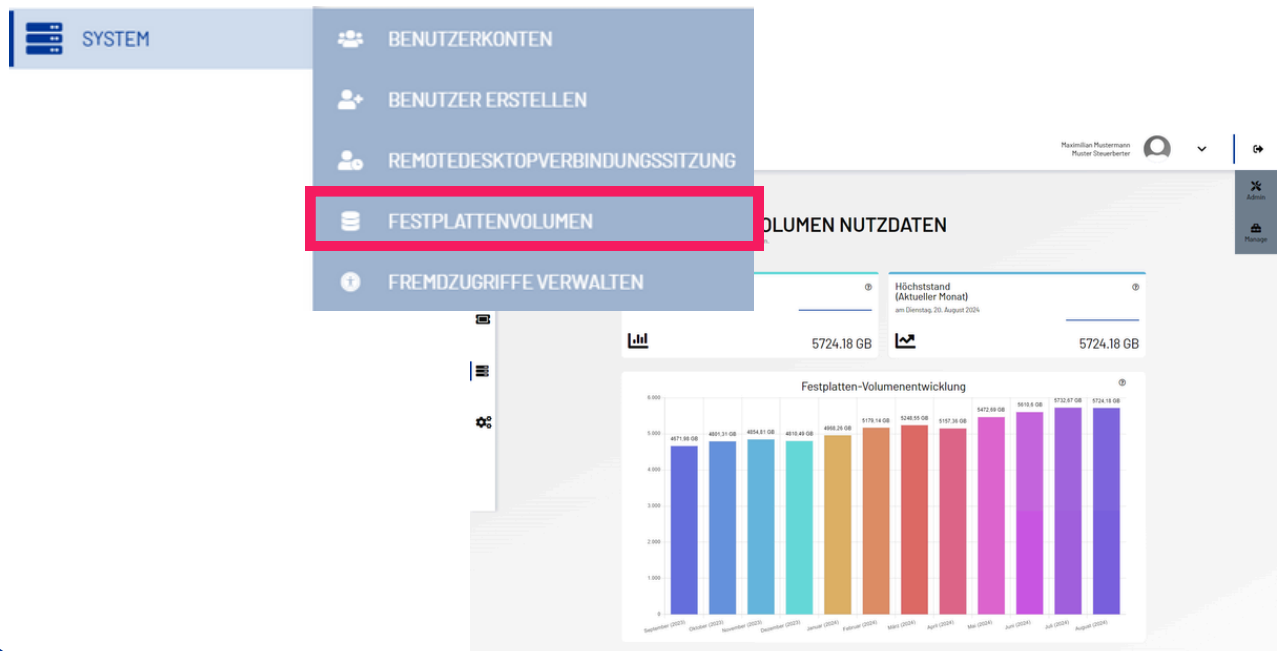 SYSTEM
BENUTZERKONTEN
BENUTZER ERSTELLEN
REMOTEDESKTOPVERBINDUNGSSITZUNG
FESTPLATTENVOLUMEN
FREMDZUGRIFFE VERWALTEN
Maximilian Mustermann
Muster Steuerberter
Admin
Manage
OLUMEN NUTZDATEN
Höchststand
(Aktueller Monat)
am Dienstag, 20. August 2024
5724.18 GB
5724.18 GB
Festplatten-Volumenentwicklung
6.000
5.000
4.000
3.000
2.000
1.000
0
4671,98 GB
4801,31 GB
4854,81 GB
4810,49 GB
4968,26 GB
5179,14 GB
5248,55 GB
5157,36 GB
5472,69 GB
5610,6 GB
5732,67 GB
5724,18 GB
September (2023)
Oktober (2023)
November (2023)
Dezember (2023)
Januar (2024)
Februar (2024)
März (2024)
April (2024)
Mai (2024)
Juni (2024)
Juli (2024)
August (2024)